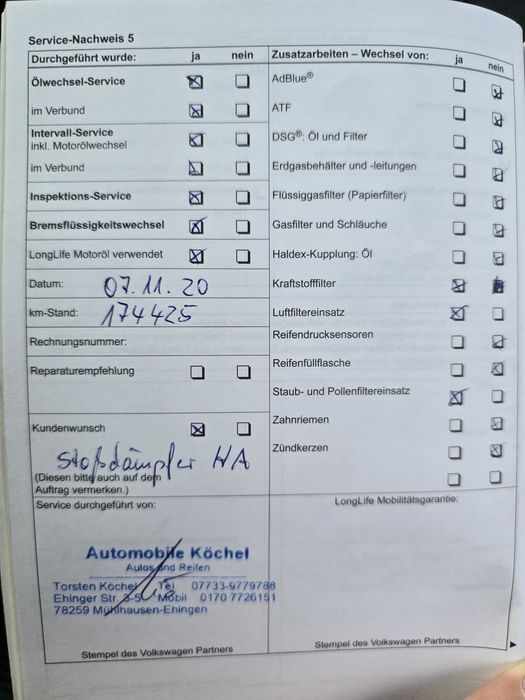 Service-Nachweis 5
Durchgeführt wurde: ja nein
Ölwechsel-Service
im Verbund
Intervall-Service
inkl. Motorölwechsel
im Verbund
Inspektions-Service
Bremsflüssigkeitswechsel
LongLife Motoröl verwendet
Datum: 07.11.20
km-Stand: 174425
Rechnungsnummer:
Reparaturempfehlung
Kundenwunsch
Stoßdämpfer HA
(Diesen bitte auch auf dem
Auftrag vermerken.)
Service durchgeführt von:
Automobile Köchel
Autos und Reifen
Torsten Köchel Tel. 07733-9779788
Ehinger Str. 3-5 Mobil 0170 7726151
78259 Mühlhausen-Ehingen
Stempel des Volkswagen Partners
Zusatzarbeiten – Wechsel von: ja nein
AdBlue®
ATF
DSG®: Öl und Filter
Erdgasbehälter und -leitungen
Flüssiggasfilter (Papierfilter)
Gasfilter und Schläuche
Haldex-Kupplung: Öl
Kraftstofffilter
Luftfiltereinsatz
Reifendrucksensoren
Reifenfüllflasche
Staub- und Pollenfiltereinsatz
Zahnriemen
Zündkerzen
LongLife Mobilitätsgarantie:
Stempel des Volkswagen Partners